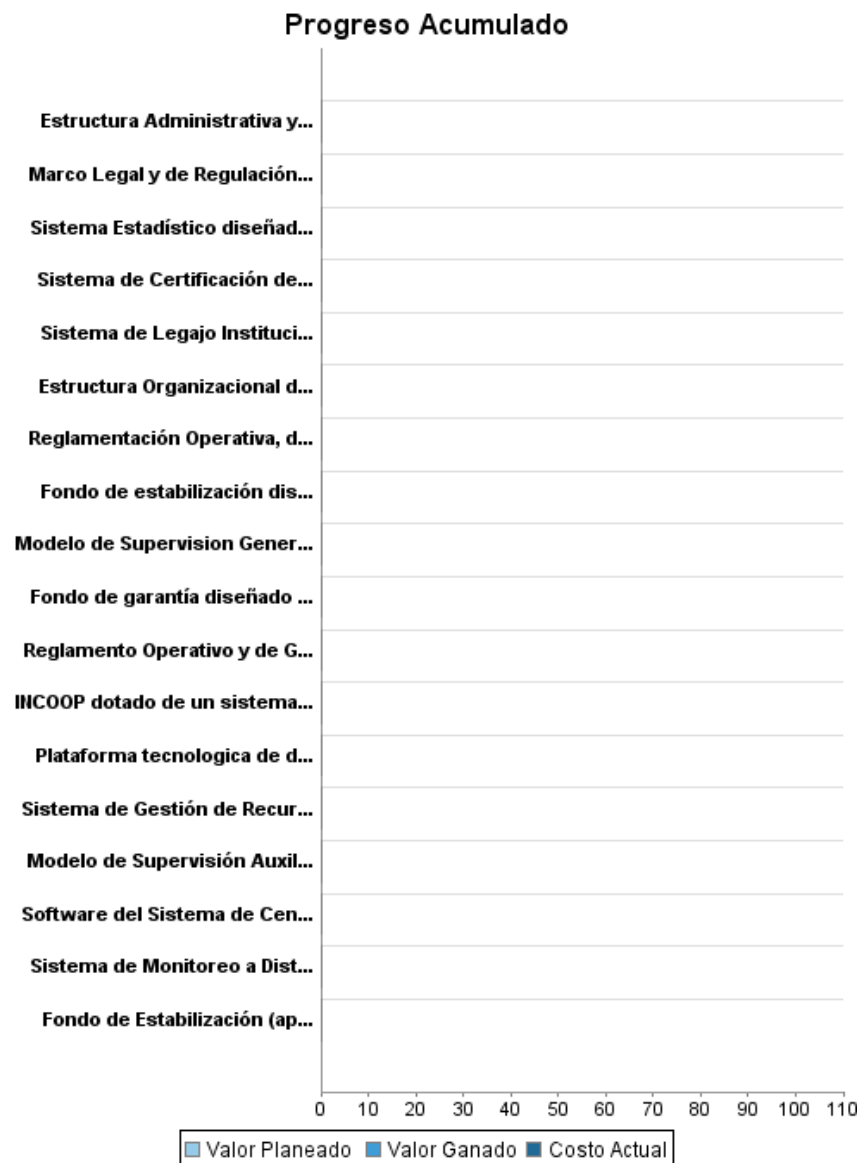 Progreso Acumulado
Estructura Administrativa y...
Marco Legal y de Regulación...
Sistema Estadístico diseñad...
Sistema de Certificación de...
Sistema de Legajo Instituci...
Estructura Organizacional d...
Reglamentación Operativa, d...
Fondo de estabilización dis...
Modelo de Supervision Gener...
Fondo de garantía diseñado ...
Reglamento Operativo y de G...
INCOOP dotado de un sistema...
Plataforma tecnologica de d...
Sistema de Gestión de Recur...
Modelo de Supervisión Auxil...
Software del Sistema de Cen...
Sistema de Monitoreo a Dist...
Fondo de Estabilización (ap...
0 10 20 30 40 50 60 70 80 90 100 110
Valor Planeado Valor Ganado Costo Actual